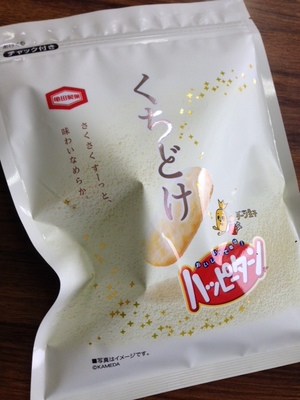 チャック付き
亀田製菓
くちどけ
さくさくすーっと、
味わいなめらか。
ハッピーターン
■写真はイメージです。
©KAMEDA